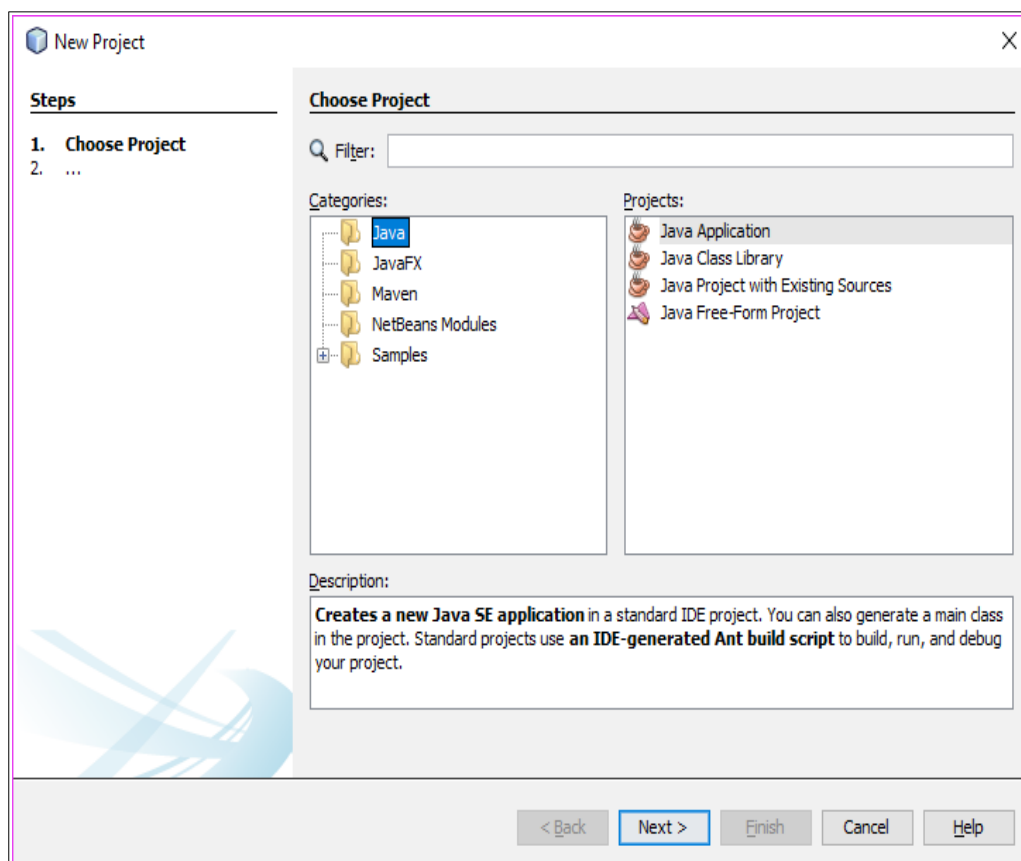 New Project
Steps
1. Choose Project
2. ...
Choose Project
Filter:
Categories:
Java
JavaFX
Maven
NetBeans Modules
Samples
Projects:
Java Application
Java Class Library
Java Project with Existing Sources
Java Free-Form Project
Description:
Creates a new Java SE application in a standard IDE project. You can also generate a main class
in the project. Standard projects use an IDE-generated Ant build script to build, run, and debug
your project.
< Back
Next >
Finish
Cancel
Help